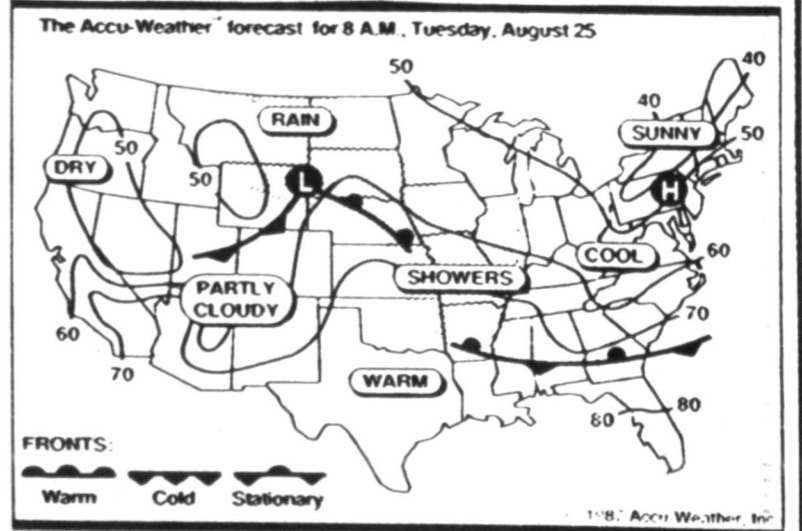 The Accu-Weather™ forecast for 8 A.M., Tuesday, August 25
50
40
40
RAIN
SUNNY
50
50
DRY
50
L
H
COOL
60
SHOWERS
PARTLY
CLOUDY
70
60
WARM
70
80
80
FRONTS:
Warm
Cold
Stationary
Accu Weather, Inc